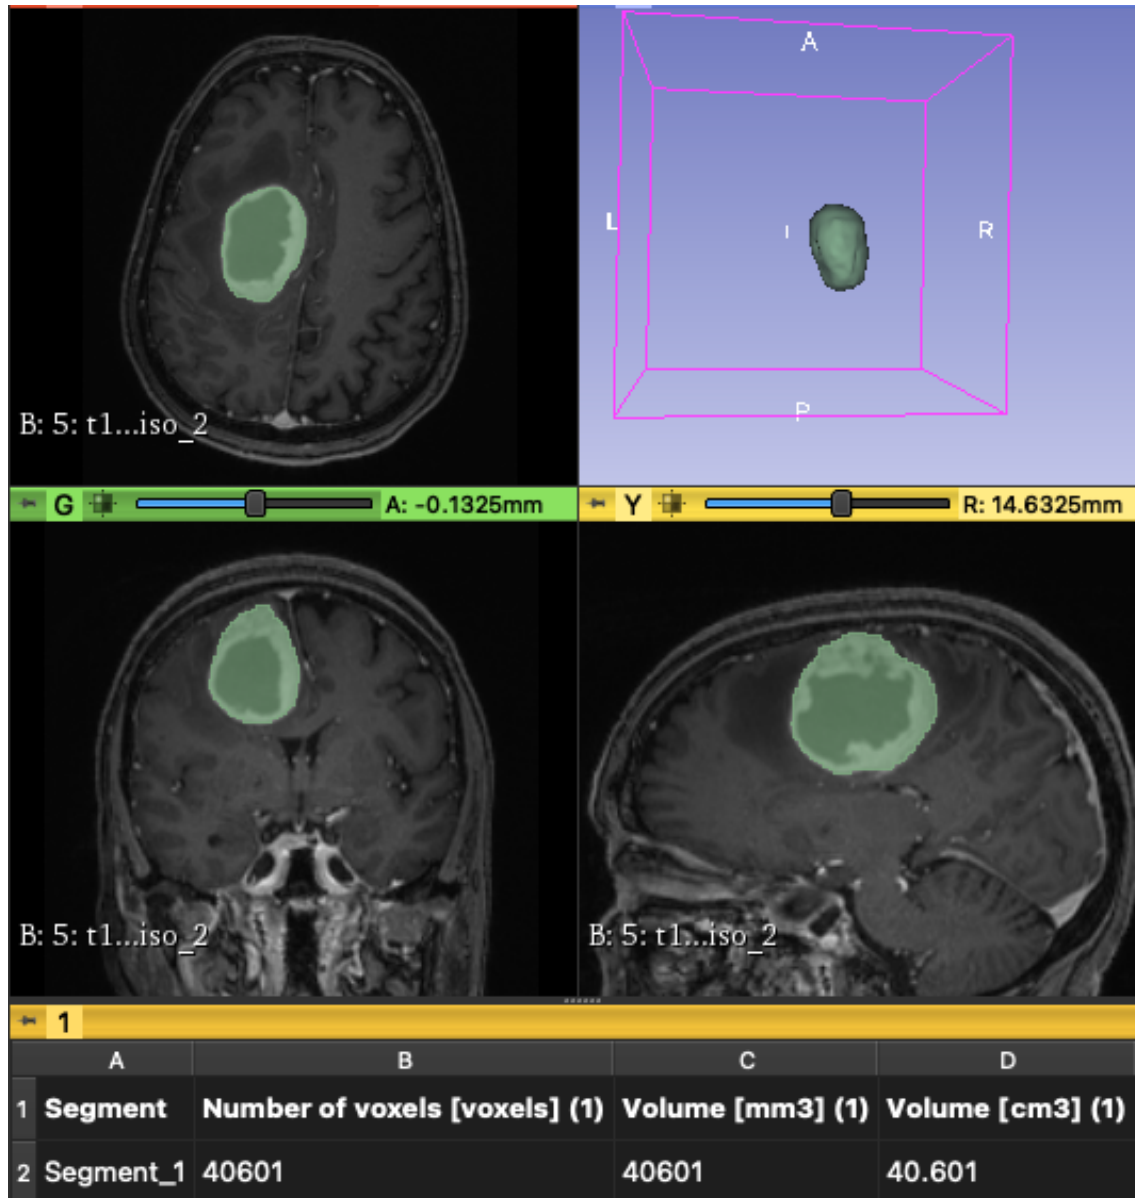 A
L
I
R
P
B: 5: t1...iso_2
G A: -0.1325mm
Y R: 14.6325mm
B: 5: t1...iso_2
B: 5: t1...iso_2
1
A B C D
1 Segment Number of voxels [voxels] (1) Volume [mm3] (1) Volume [cm3] (1)
2 Segment_1 40601 40601 40.601